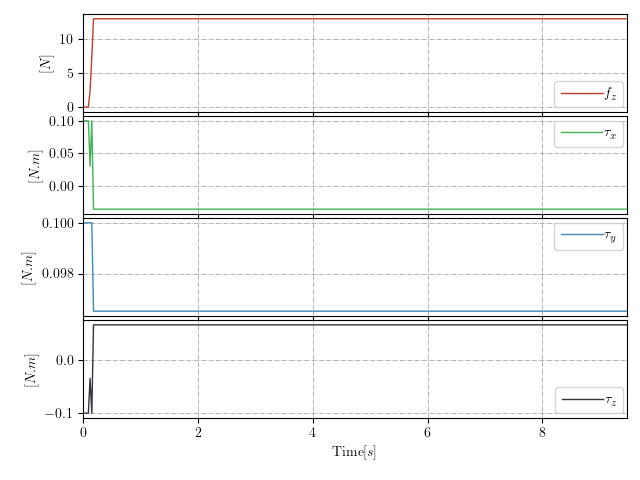 10
5
0
[N]
f_z
0.10
0.05
0.00
[N.m]
τ_x
0.100
0.098
[N.m]
τ_y
0.0
−0.1
[N.m]
τ_z
0 2 4 6 8
Time[s]